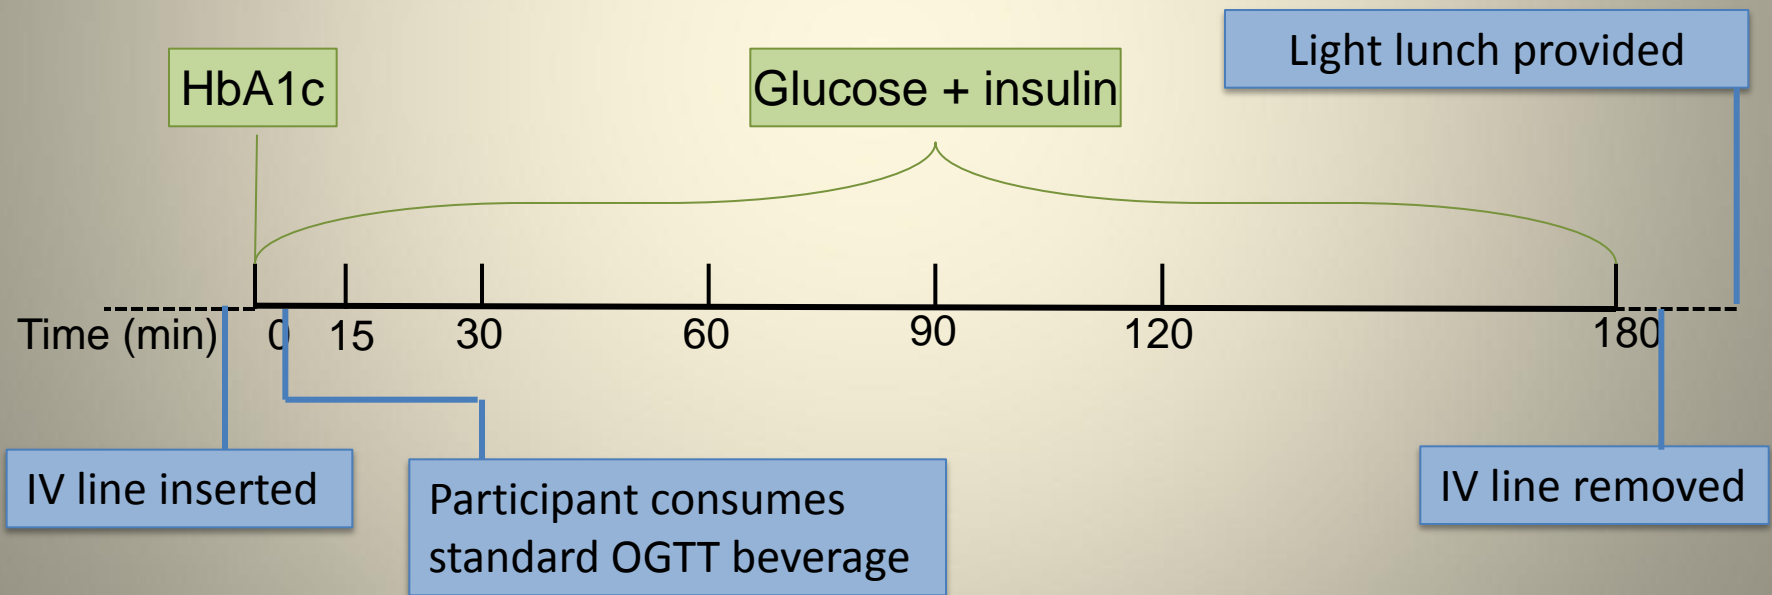 Light lunch provided
HbA1c
Glucose + insulin
Time (min)
0
15
30
60
90
120
180
IV line inserted
Participant consumes
standard OGTT beverage
IV line removed